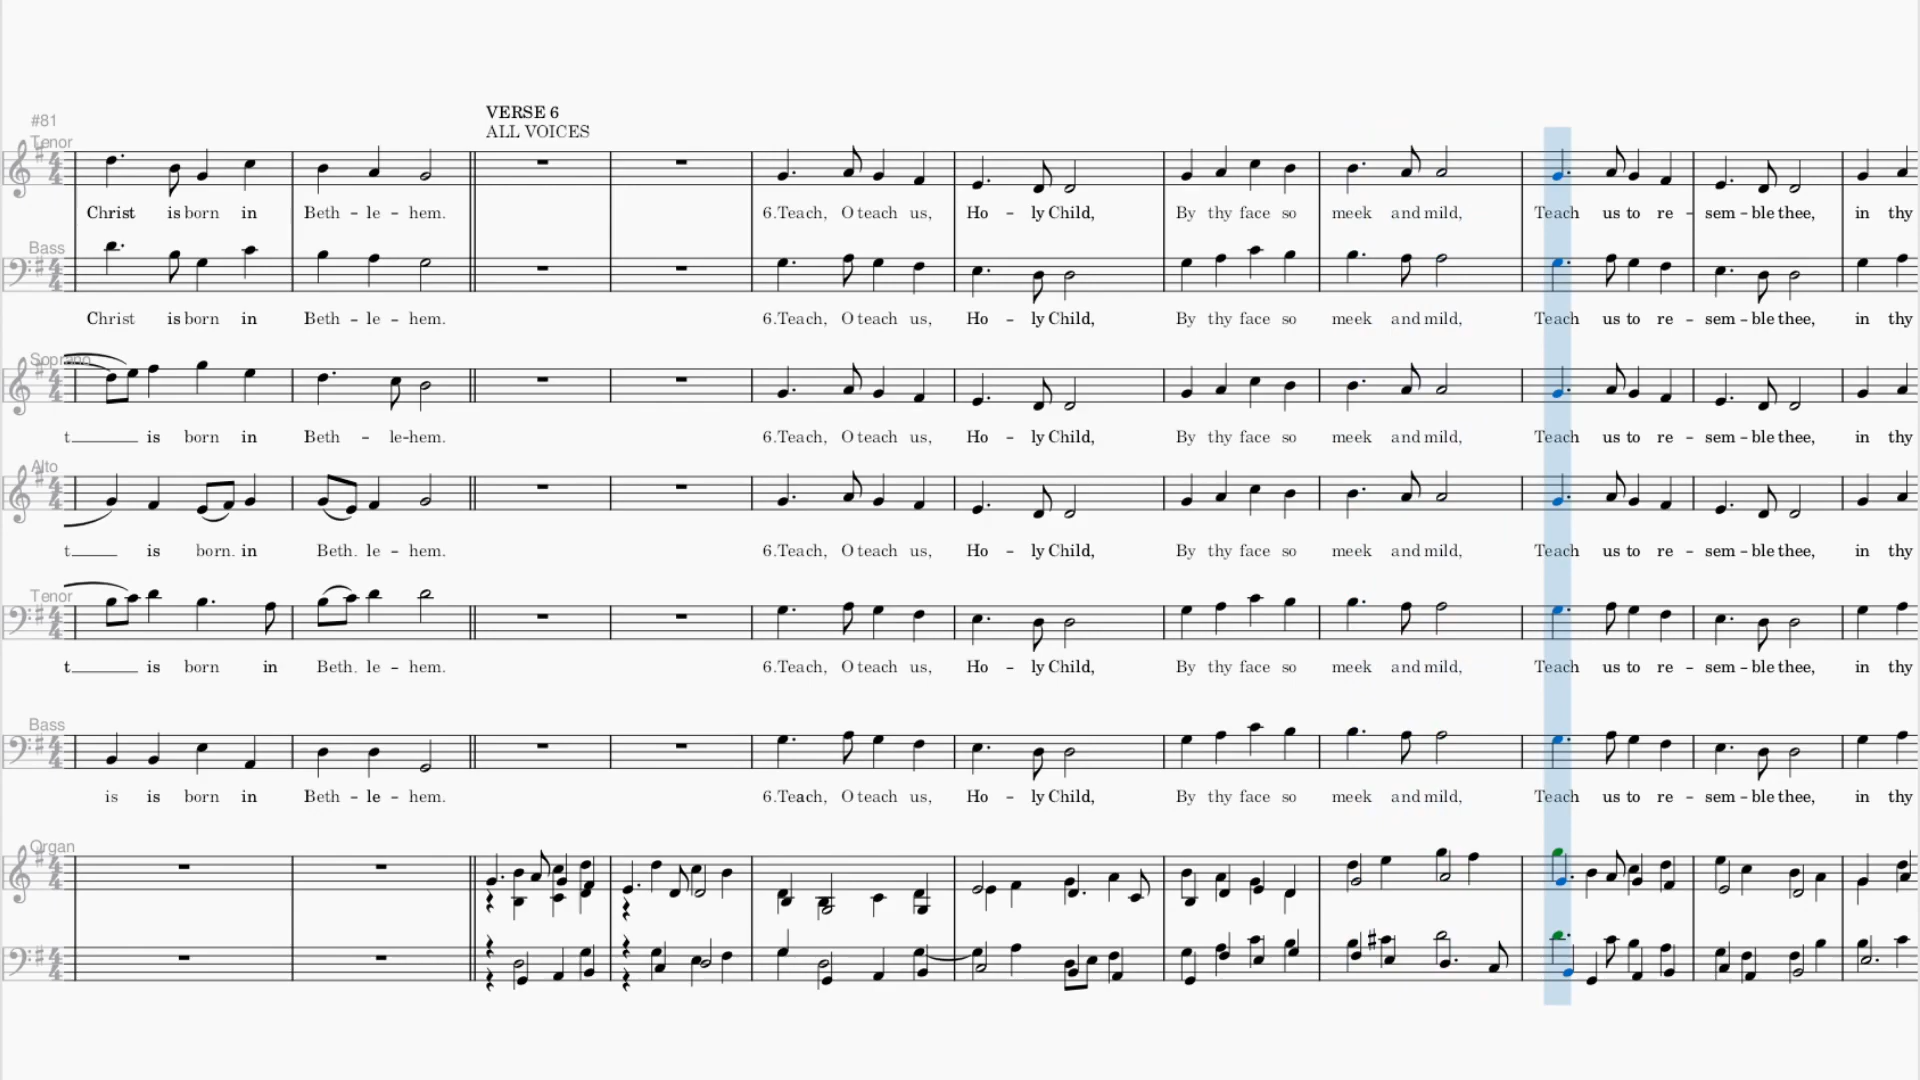 VERSE 6
#81
ALL VOICES
Tenor
Christ is born in Beth - le - hem. 6.Teach, O teach us, Ho - ly Child, By thy face so meek and mild, Teach us to re - sem - ble thee, in thy
Bass
Christ is born in Beth - le - hem. 6.Teach, O teach us, Ho - ly Child, By thy face so meek and mild, Teach us to re - sem - ble thee, in thy
Soprano
t is born in Beth - le-hem. 6.Teach, O teach us, Ho - ly Child, By thy face so meek and mild, Teach us to re - sem - ble thee, in thy
Alto
t is born. in Beth. le - hem. 6.Teach, O teach us, Ho - ly Child, By thy face so meek and mild, Teach us to re - sem - ble thee, in thy
Tenor
t is born in Beth. le - hem. 6.Teach, O teach us, Ho - ly Child, By thy face so meek and mild, Teach us to re - sem - ble thee, in thy
Bass
is is born in Beth - le - hem. 6.Teach, O teach us, Ho - ly Child, By thy face so meek and mild, Teach us to re - sem - ble thee, in thy
Organ